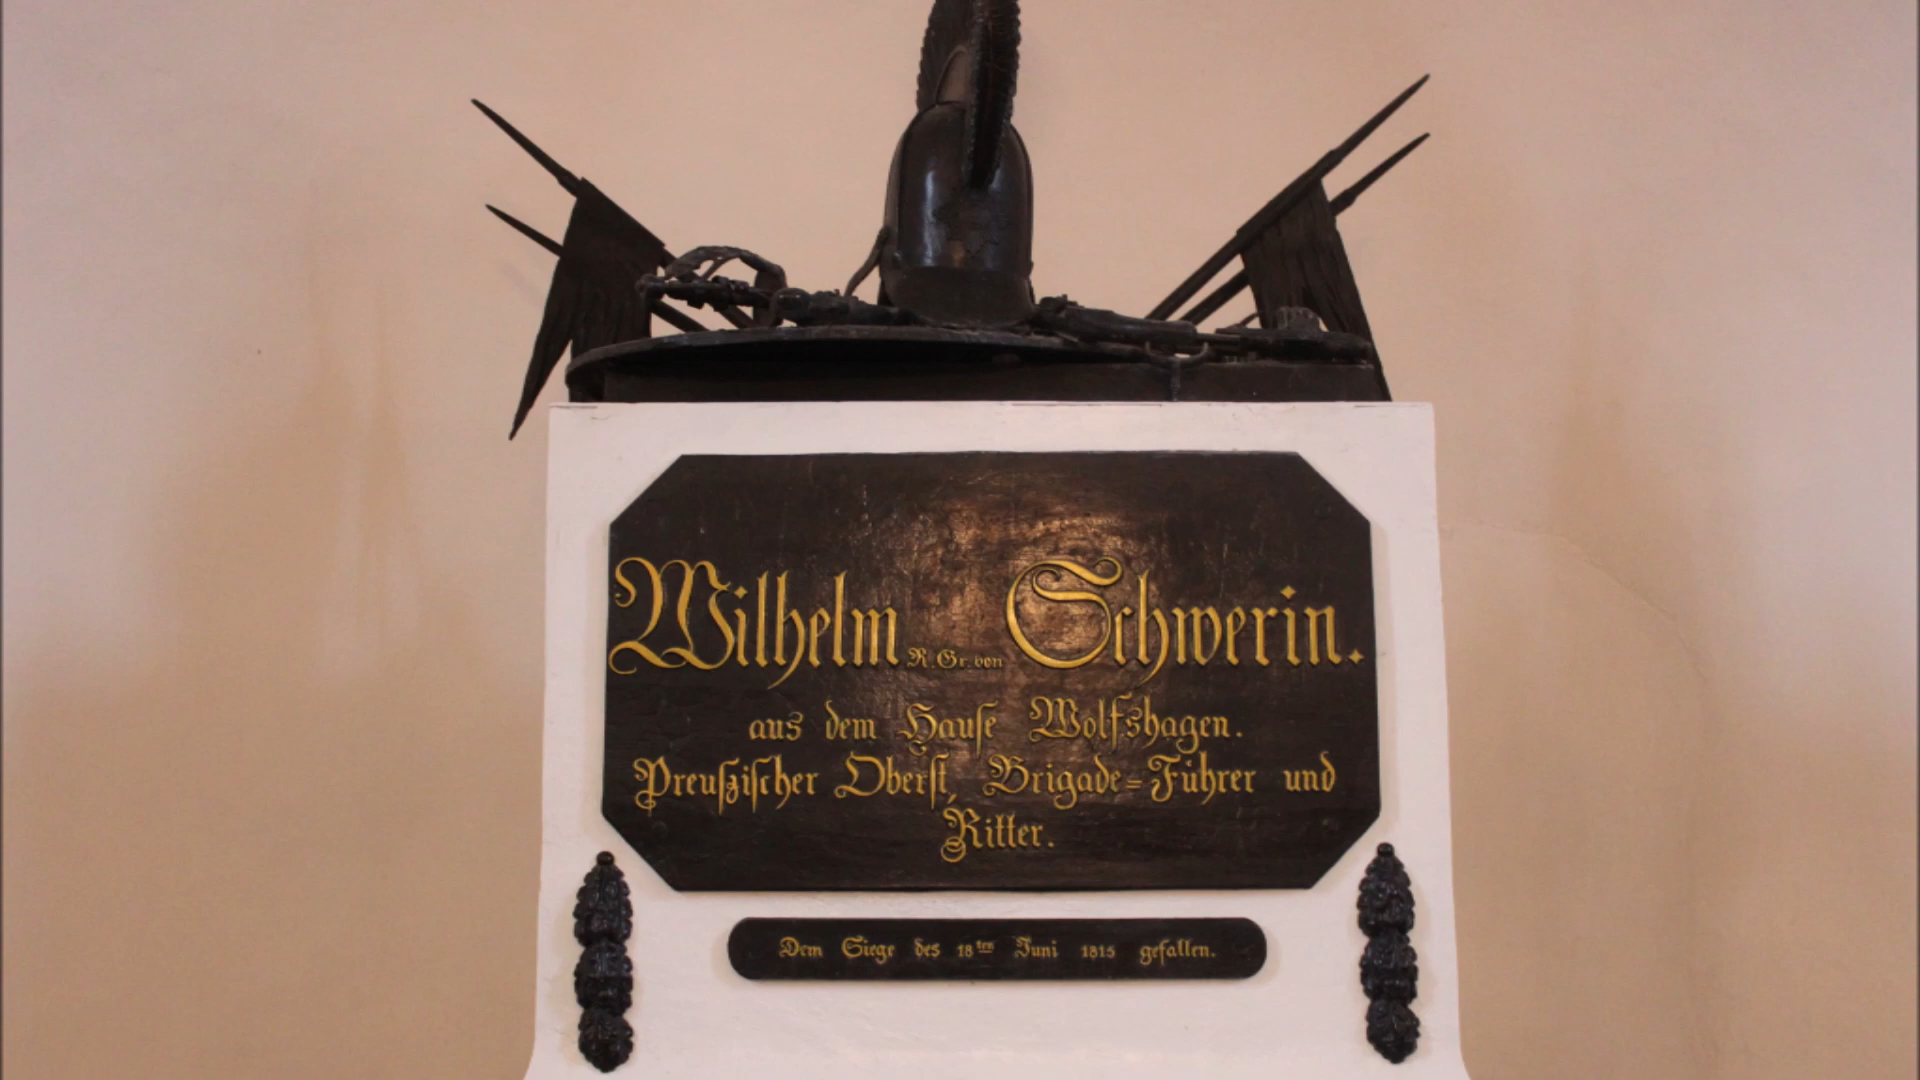 Wilhelm R. Gr. von Schwerin.
aus dem Hauſe Wolfshagen.
Preuſziſcher Oberſt, Brigade=Führer und
Ritter.
Dem Siege des 18ten Juni 1815 gefallen.